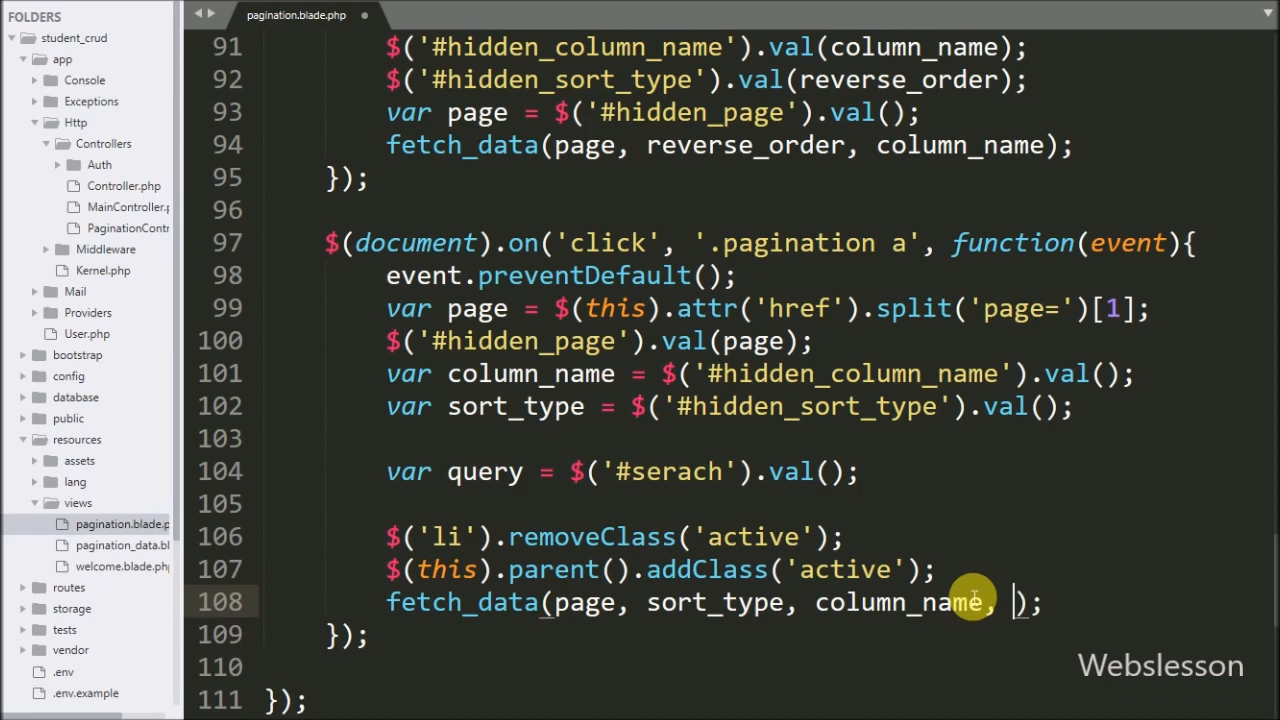 FOLDERS
student_crud
app
Console
Exceptions
Http
Controllers
Auth
Controller.php
MainController.p
PaginationContr
Middleware
Kernel.php
Mail
Providers
User.php
bootstrap
config
database
public
resources
assets
lang
views
pagination.blade.p
pagination_data.bl
welcome.blade.php
routes
storage
tests
vendor
.env
.env.example
pagination.blade.php
91 $('#hidden_column_name').val(column_name);
92 $('#hidden_sort_type').val(reverse_order);
93 var page = $('#hidden_page').val();
94 fetch_data(page, reverse_order, column_name);
95 });
96
97 $(document).on('click', '.pagination a', function(event){
98 event.preventDefault();
99 var page = $(this).attr('href').split('page=')[1];
100 $('#hidden_page').val(page);
101 var column_name = $('#hidden_column_name').val();
102 var sort_type = $('#hidden_sort_type').val();
103
104 var query = $('#serach').val();
105
106 $('li').removeClass('active');
107 $(this).parent().addClass('active');
108 fetch_data(page, sort_type, column_name, );
109 });
110
111 });
Webslesson